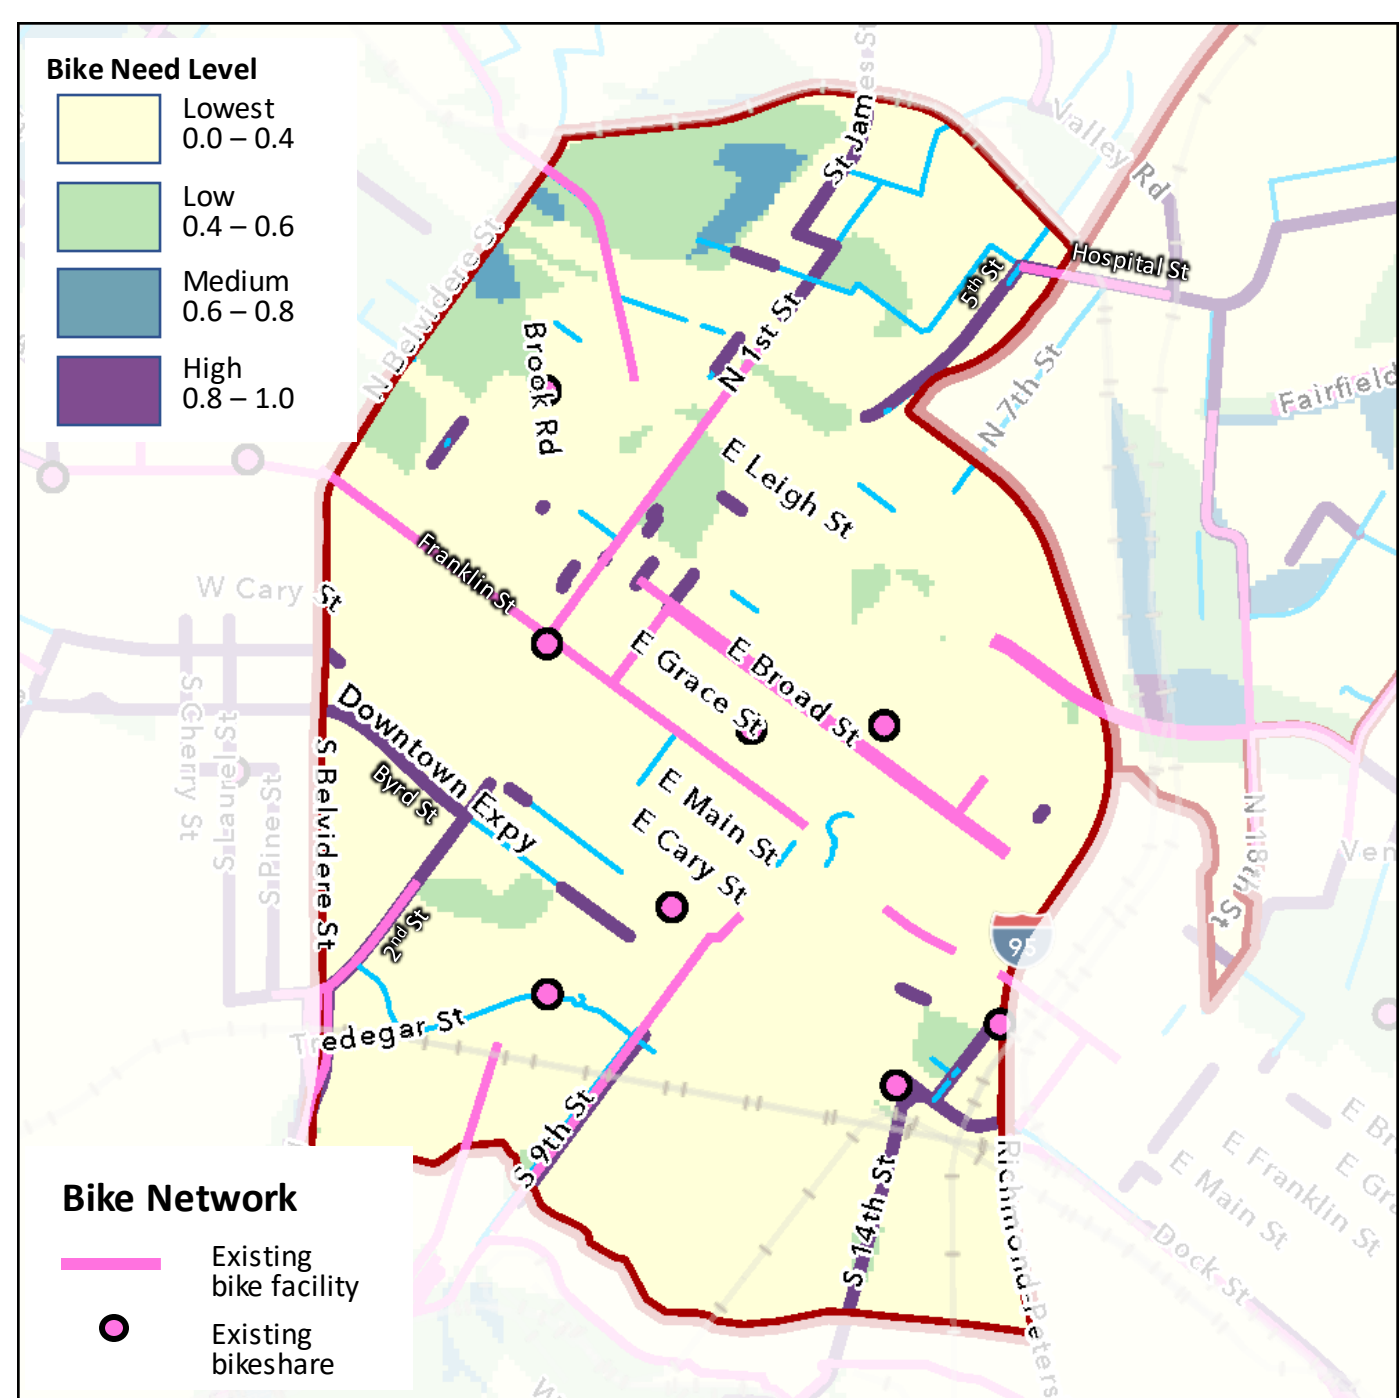 Bike Need Level
Lowest
0.0 – 0.4
Low
0.4 – 0.6
Medium
0.6 – 0.8
High
0.8 – 1.0
St James St
Valley Rd
N Belvidere St
Hospital St
5th St
Brook Rd
N 1st St
N 7th St
Fairfield
E Leigh St
Franklin St
W Cary St
E Grace St
E Broad St
S Cherry St
S Laurel St
S Pine St
S Belvidere St
Downtown Expy
Byrd St
E Main St
E Cary St
N 18th St
Ven
2nd St
95
Tredegar St
S 9th St
S 14th St
Richmond-Peters
E Br
E Franklin St
E Gra
E Main St
Dock St
Bike Network
Existing
bike facility
Existing
bikeshare